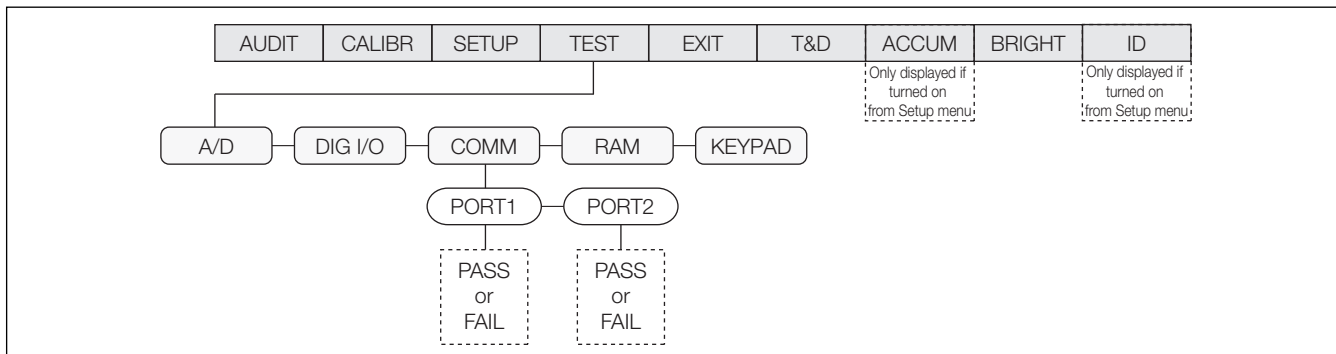 AUDIT CALIBR SETUP TEST EXIT T&D ACCUM BRIGHT ID
Only displayed if
turned on
from Setup menu
Only displayed if
turned on
from Setup menu
A/D DIG I/O COMM RAM KEYPAD
PORT1 PORT2
PASS
or
FAIL
PASS
or
FAIL